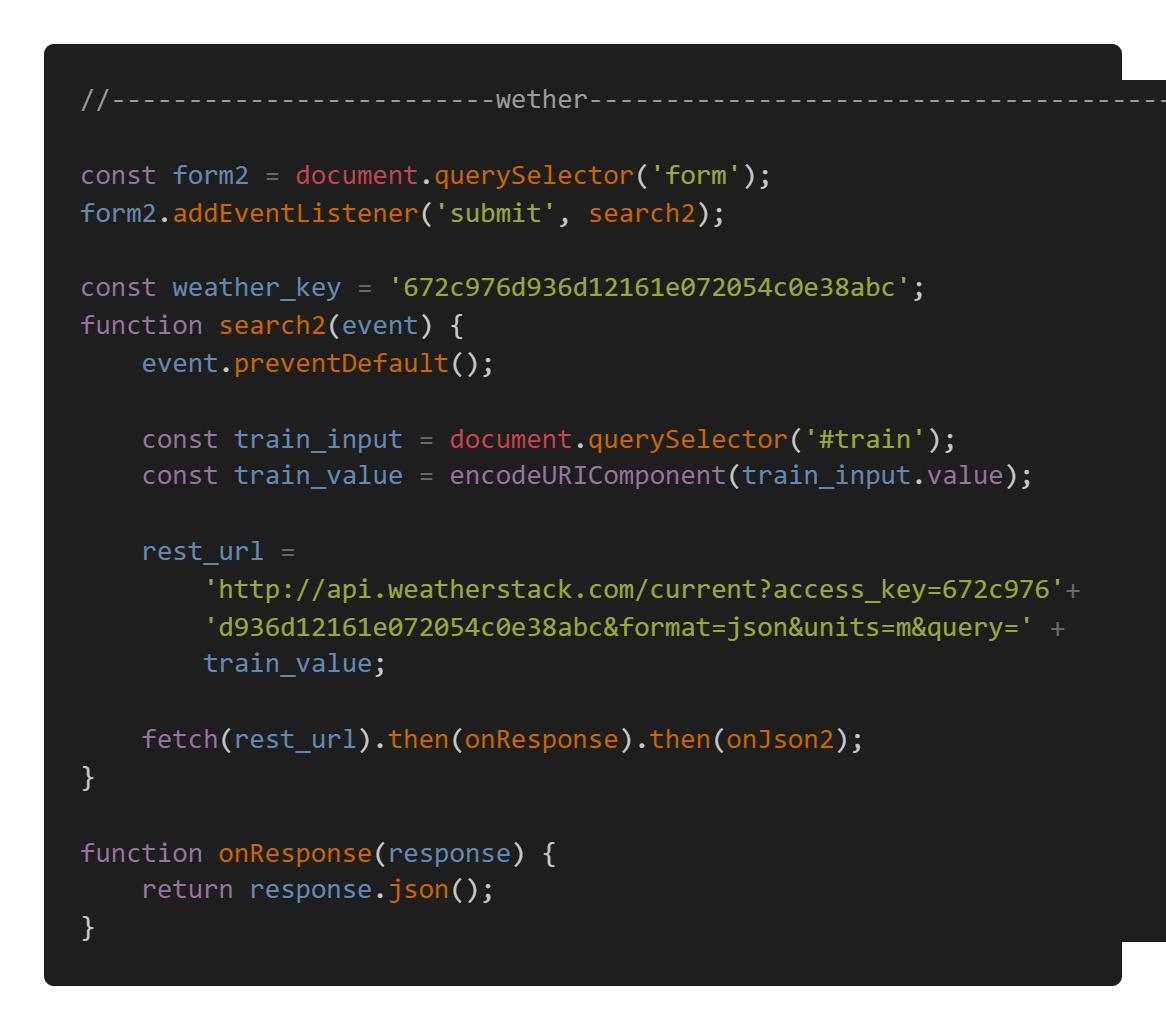 //-------------------------wether--------------------------------------
const form2 = document.querySelector('form');
form2.addEventListener('submit', search2);
const weather_key = '672c976d936d12161e072054c0e38abc';
function search2(event) {
    event.preventDefault();
    const train_input = document.querySelector('#train');
    const train_value = encodeURIComponent(train_input.value);
    rest_url =
        'http://api.weatherstack.com/current?access_key=672c976'+
        'd936d12161e072054c0e38abc&format=json&units=m&query=' +
        train_value;
    fetch(rest_url).then(onResponse).then(onJson2);
}
function onResponse(response) {
    return response.json();
}